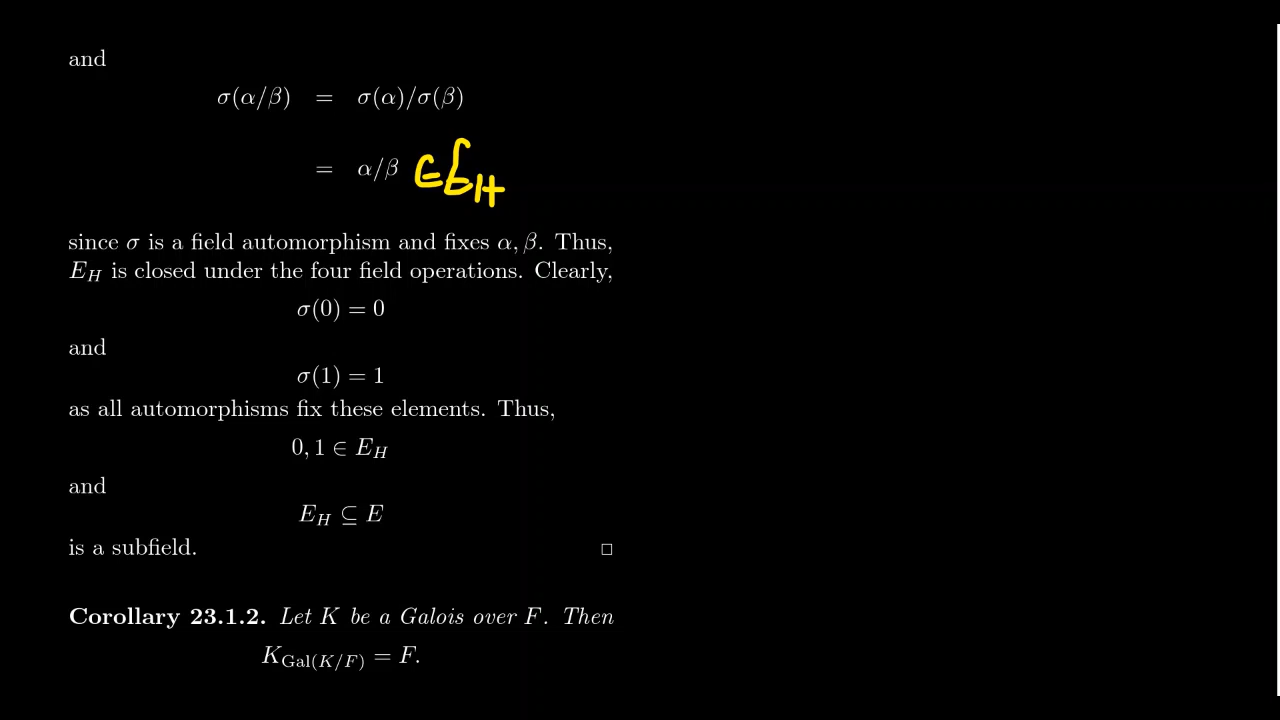 and
σ(α/β) = σ(α)/σ(β)
= α/β ∈ E_H
since σ is a field automorphism and fixes α, β. Thus,
E_H is closed under the four field operations. Clearly,
σ(0) = 0
and
σ(1) = 1
as all automorphisms fix these elements. Thus,
0, 1 ∈ E_H
and
E_H ⊆ E
is a subfield. □
Corollary 23.1.2. Let K be a Galois over F. Then
K_Gal(K/F) = F.